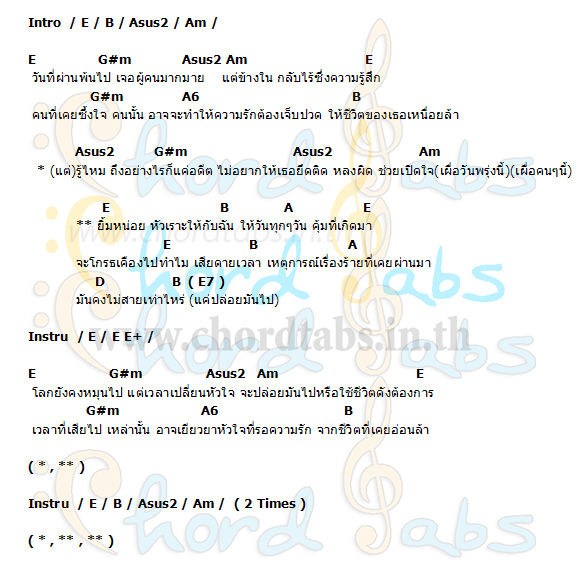 Intro / E / B / Asus2 / Am /
E G#m Asus2 Am E
วันที่ผ่านพ้นไป เจอผู้คนมากมาย แต่ข้างใน กลับไร้ซึ่งความรู้สึก
G#m A6 B
คนที่เคยซึ้งใจ คนนั้น อาจจะทำให้ความรักต้องเจ็บปวด ให้ชีวิตของเธอเหนื่อยล้า
Asus2 G#m Asus2 Am
* (แต่)รู้ไหม ถึงอย่างไรก็แค่อดีต ไม่อยากให้เธอยึดติด หลงผิด ช่วยเปิดใจ(เผื่อวันพรุ่งนี้)(เผื่อคนๆนี้)
E B A E
** ยิ้มหน่อย หัวเราะให้กับฉัน ให้วันทุกๆวัน คุ้มที่เกิดมา
E B A
จะโกรธเคืองไปทำไม เสียดายเวลา เหตุการณ์เรื่องร้ายที่เคยผ่านมา
D B ( E7 )
มันคงไม่สายเท่าไหร่ (แค่ปล่อยมันไป)
www.chordtabs.in.th
Instru / E / E E+ /
E G#m Asus2 Am E
โลกยังคงหมุนไป แต่เวลาเปลี่ยนหัวใจ จะปล่อยมันไปหรือใช้ชีวิตดังต้องการ
G#m A6 B
เวลาที่เสียไป เหล่านั้น อาจเยียวยาหัวใจที่รอความรัก จากชีวิตที่เคยอ่อนล้า
( * , ** )
Instru / E / B / Asus2 / Am / ( 2 Times )
( * , ** , ** )